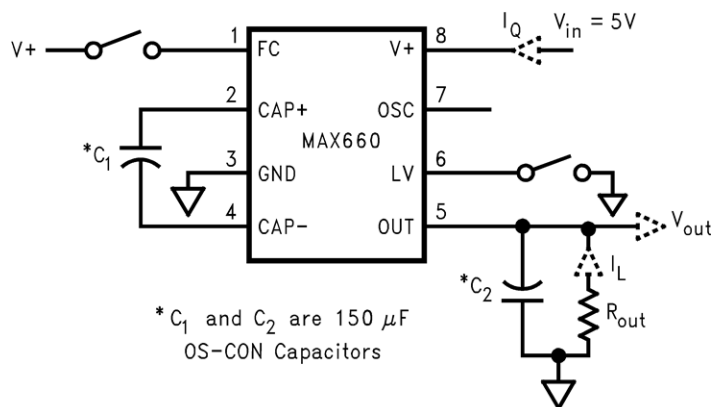 I_Q V_in = 5V
V+ 1 FC V+ 8
2 CAP+ OSC 7
*C_1 MAX660
3 GND LV 6
4 CAP- OUT 5
V_out
*C_2 I_L
R_out
*C_1 and C_2 are 150 μF
OS-CON Capacitors